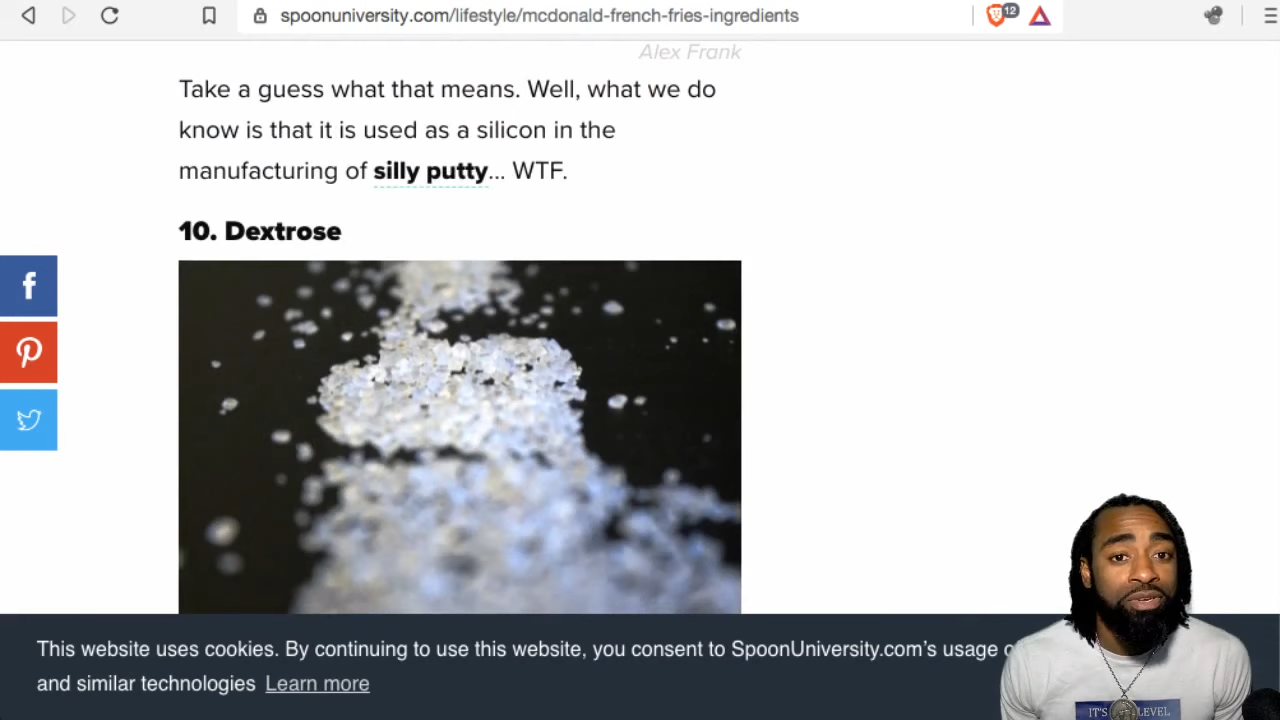 spoonuniversity.com/lifestyle/mcdonald-french-fries-ingredients
12
Alex Frank
Take a guess what that means. Well, what we do
know is that it is used as a silicon in the
manufacturing of silly putty... WTF.
10. Dextrose
This website uses cookies. By continuing to use this website, you consent to SpoonUniversity.com's usage
and similar technologies Learn more
IT'S LEVEL